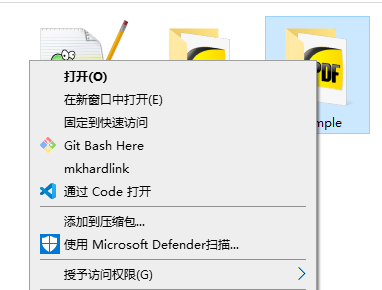 PDF
打开(O)
在新窗口中打开(E)
mple
固定到快速访问
Git Bash Here
mkhardlink
通过 Code 打开
添加到压缩包...
使用 Microsoft Defender扫描...
授予访问权限(G)